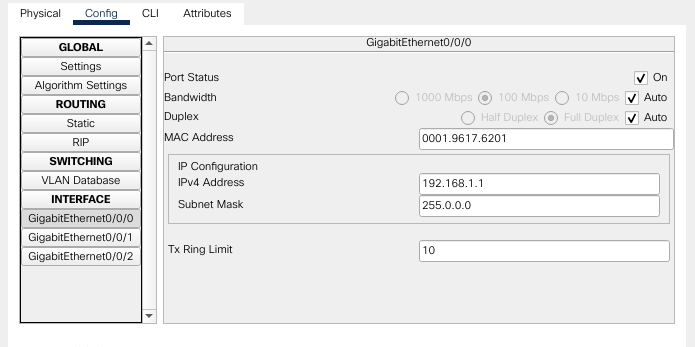 Physical Config CLI Attributes
GLOBAL
Settings
Algorithm Settings
ROUTING
Static
RIP
SWITCHING
VLAN Database
INTERFACE
GigabitEthernet0/0/0
GigabitEthernet0/0/1
GigabitEthernet0/0/2
GigabitEthernet0/0/0
Port Status On
Bandwidth 1000 Mbps 100 Mbps 10 Mbps Auto
Duplex Half Duplex Full Duplex Auto
MAC Address 0001.9617.6201
IP Configuration
IPv4 Address 192.168.1.1
Subnet Mask 255.0.0.0
Tx Ring Limit 10